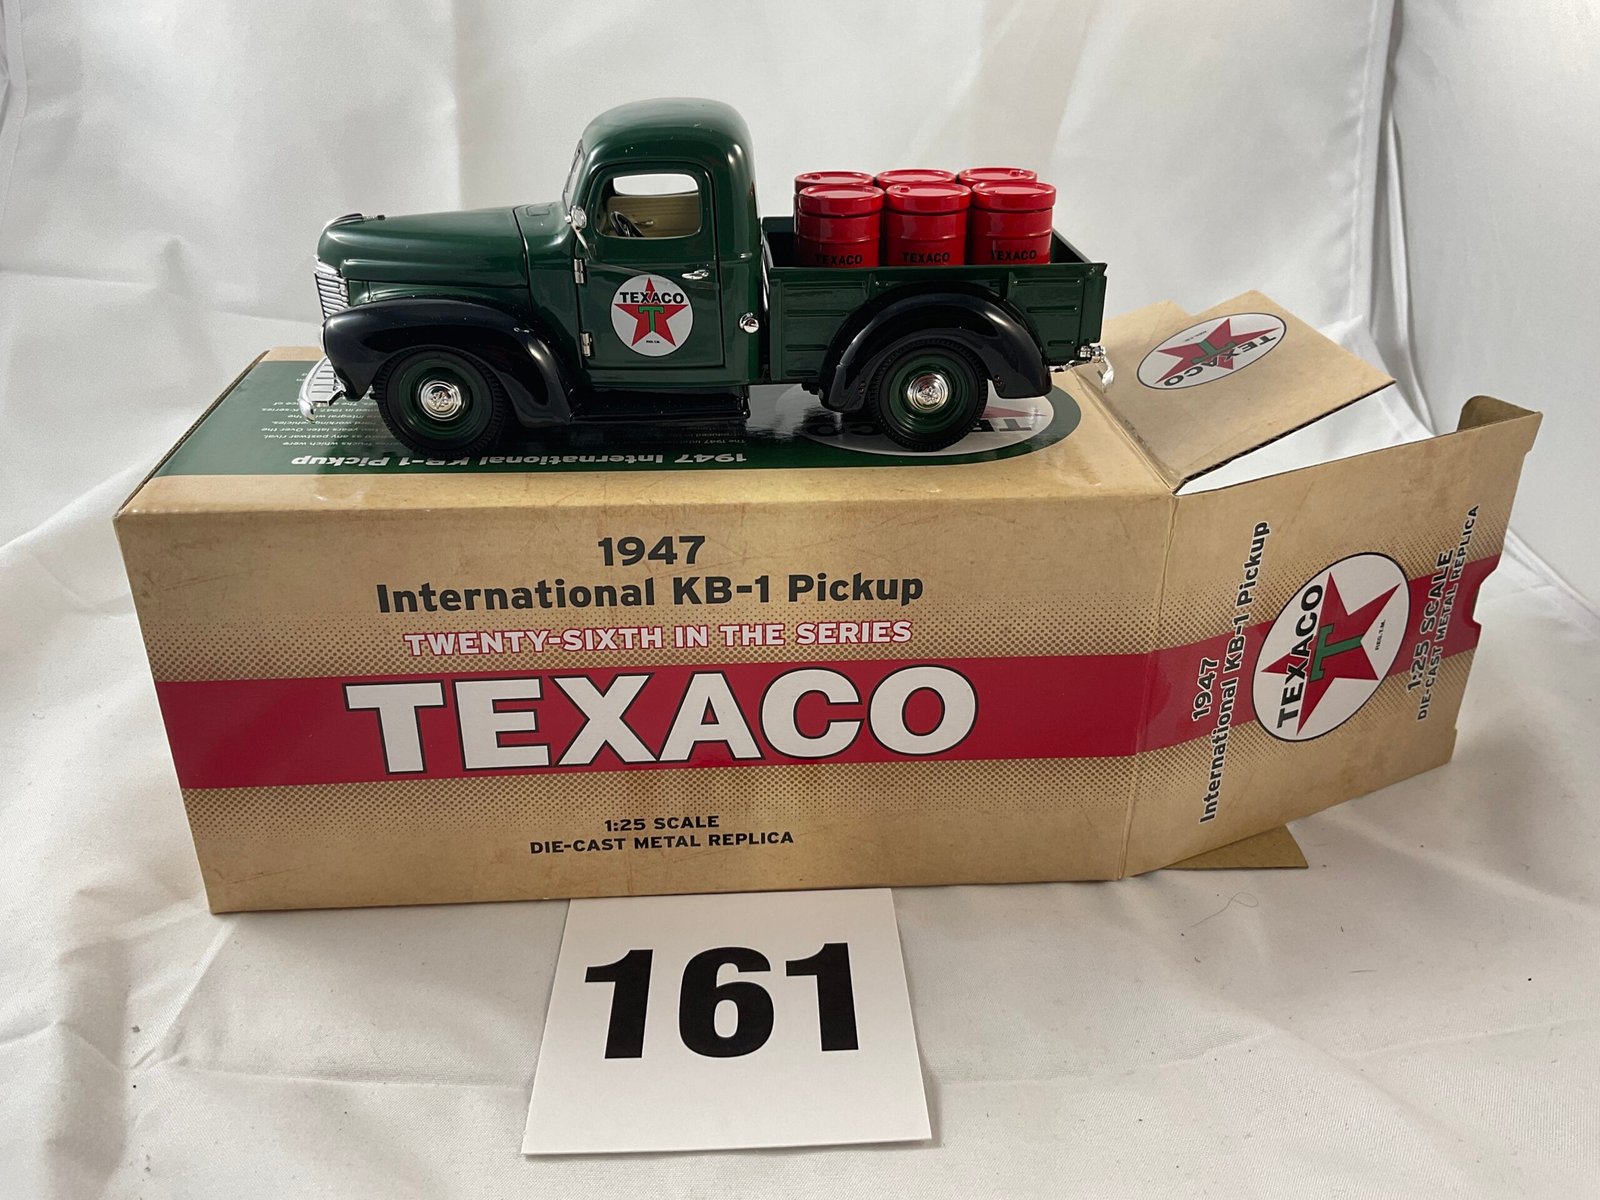 TEXACO
TEXACO
TEXACO
TEXACO
T
REG. T.M.
1947 International KB-1 Pickup
1947
International KB-1 Pickup
TWENTY-SIXTH IN THE SERIES
TEXACO
1:25 SCALE
DIE-CAST METAL REPLICA
TEXACO
1947
International KB-1 Pickup
TEXACO
T
REG. T.M.
1:25 SCALE
DIE-CAST METAL REPLICA
161